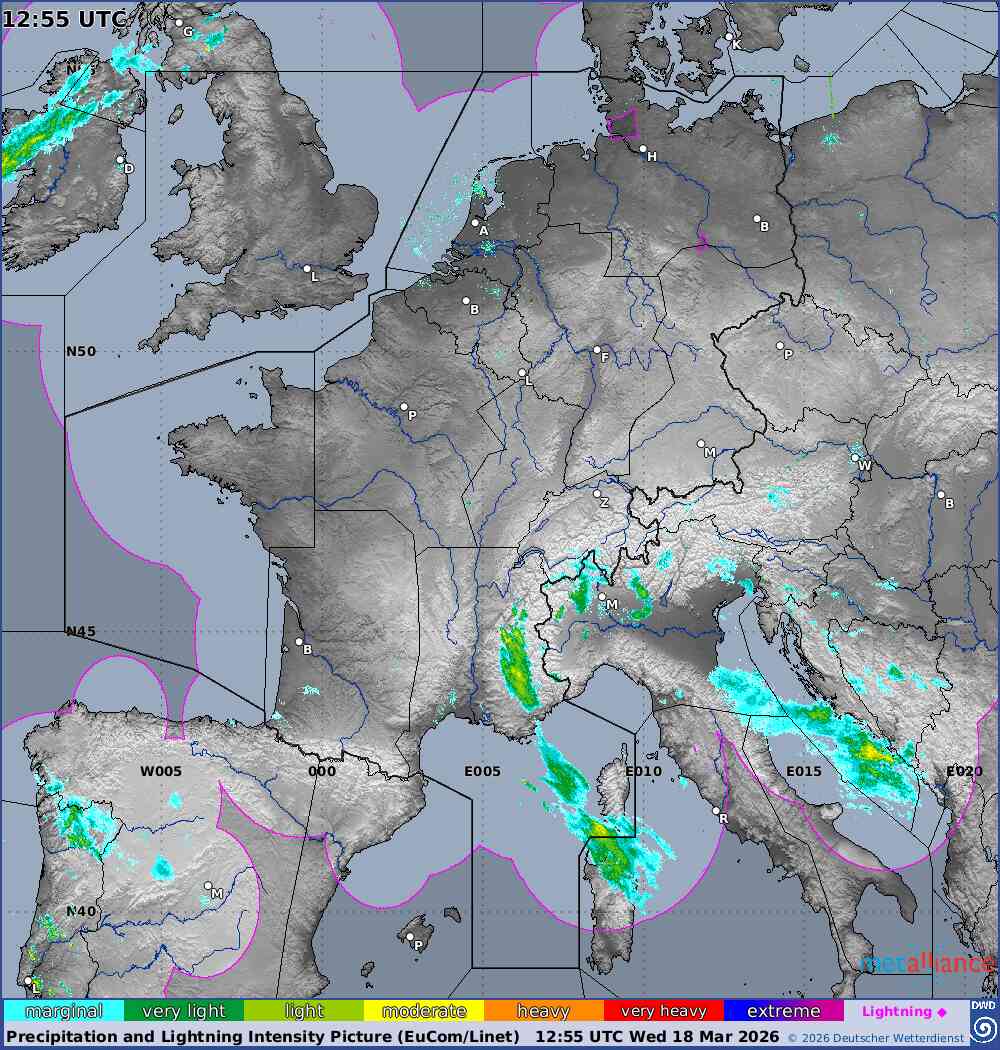 12:55 UTC
G
K
N55
D
H
B
A
L
B
N50
F
P
L
P
M
W
Z
B
M
N45
B
W005
000
E005
E010
E015
E020
R
M
N40
P
L
metalliance
marginal very light light moderate heavy very heavy extreme Lightning ◆
DWD
Precipitation and Lightning Intensity Picture (EuCom/Linet) 12:55 UTC Wed 18 Mar 2026 © 2026 Deutscher Wetterdienst